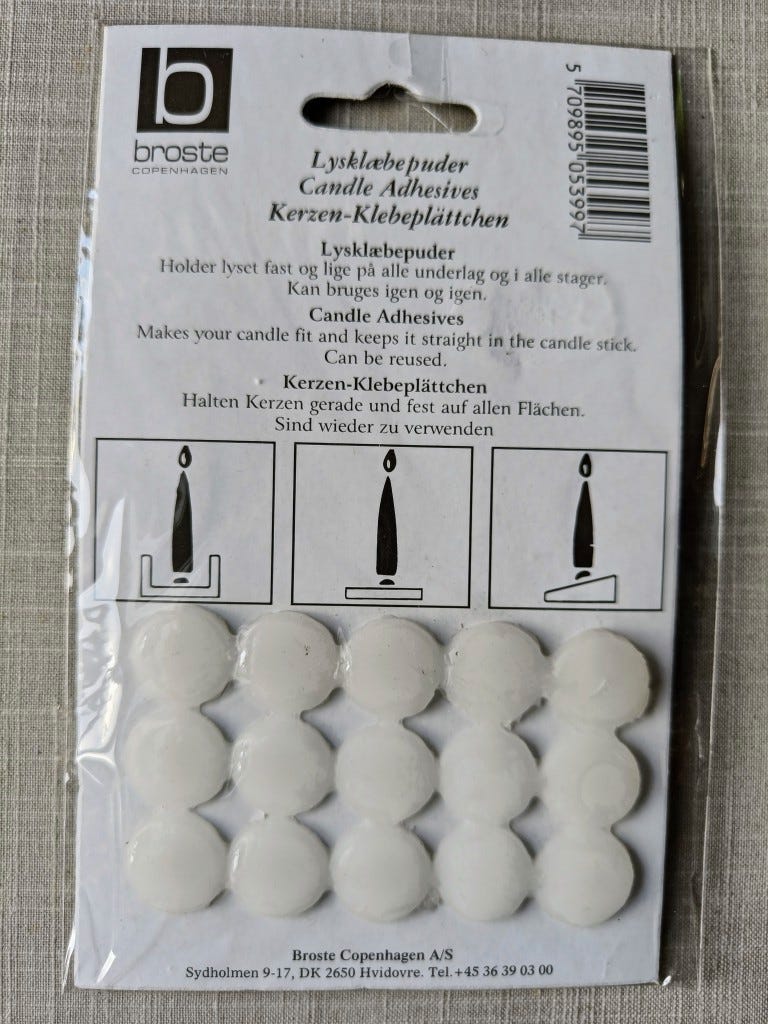 b
broste
COPENHAGEN
5 709895 053997
Lysklæbepuder
Candle Adhesives
Kerzen-Klebeplättchen
Lysklæbepuder
Holder lyset fast og lige på alle underlag og i alle stager.
Kan bruges igen og igen.
Candle Adhesives
Makes your candle fit and keeps it straight in the candle stick.
Can be reused.
Kerzen-Klebeplättchen
Halten Kerzen gerade und fest auf allen Flächen.
Sind wieder zu verwenden
Broste Copenhagen A/S
Sydholmen 9-17, DK 2650 Hvidovre. Tel.+45 36 39 03 00